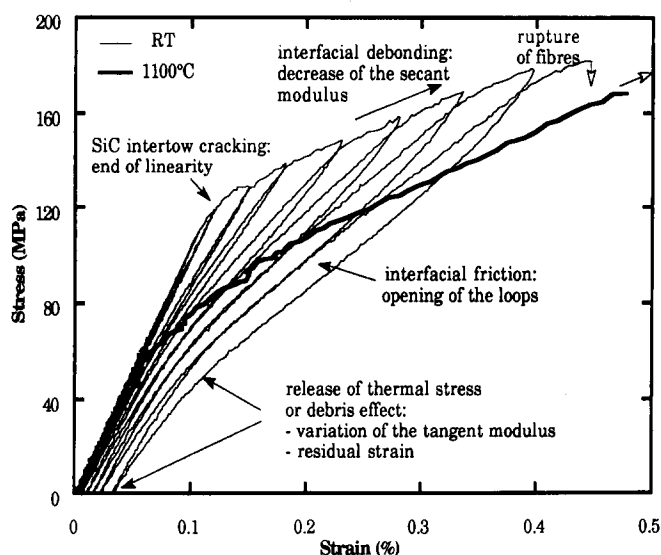 200
160
120
80
40
0
Stress (MPa)
RT
1100°C
interfacial debonding:
decrease of the secant
modulus
rupture
of fibres
SiC intertow cracking:
end of linearity
interfacial friction:
opening of the loops
release of thermal stress
or debris effect:
- variation of the tangent modulus
- residual strain
0 0.1 0.2 0.3 0.4 0.5
Strain (%)